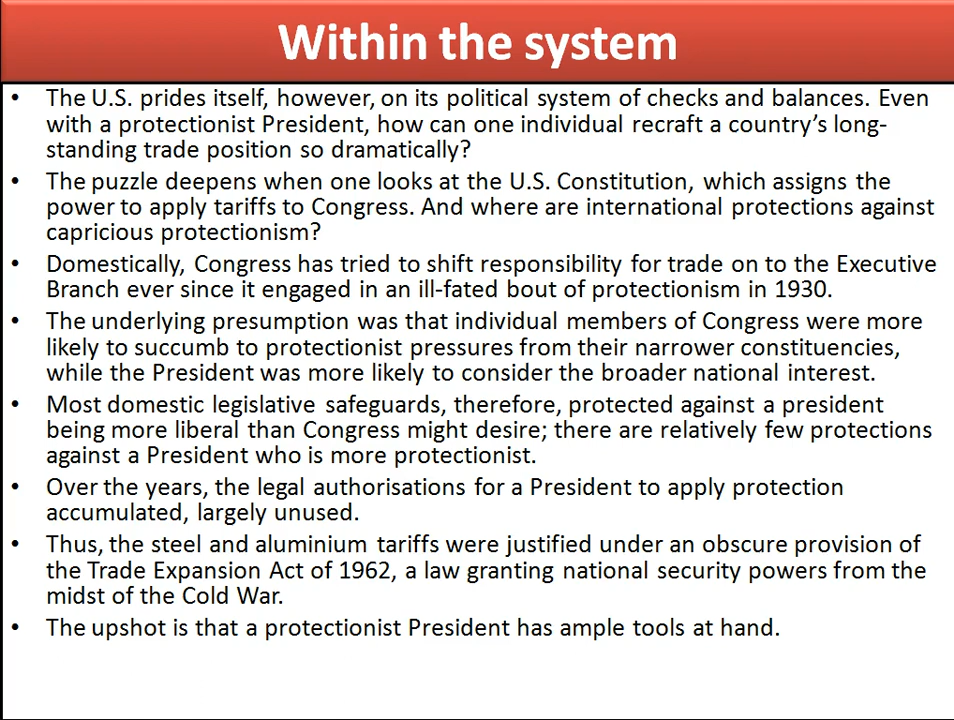 Within the system
• The U.S. prides itself, however, on its political system of checks and balances. Even
with a protectionist President, how can one individual recraft a country's long-
standing trade position so dramatically?
• The puzzle deepens when one looks at the U.S. Constitution, which assigns the
power to apply tariffs to Congress. And where are international protections against
capricious protectionism?
• Domestically, Congress has tried to shift responsibility for trade on to the Executive
Branch ever since it engaged in an ill-fated bout of protectionism in 1930.
• The underlying presumption was that individual members of Congress were more
likely to succumb to protectionist pressures from their narrower constituencies,
while the President was more likely to consider the broader national interest.
• Most domestic legislative safeguards, therefore, protected against a president
being more liberal than Congress might desire; there are relatively few protections
against a President who is more protectionist.
• Over the years, the legal authorisations for a President to apply protection
accumulated, largely unused.
• Thus, the steel and aluminium tariffs were justified under an obscure provision of
the Trade Expansion Act of 1962, a law granting national security powers from the
midst of the Cold War.
• The upshot is that a protectionist President has ample tools at hand.